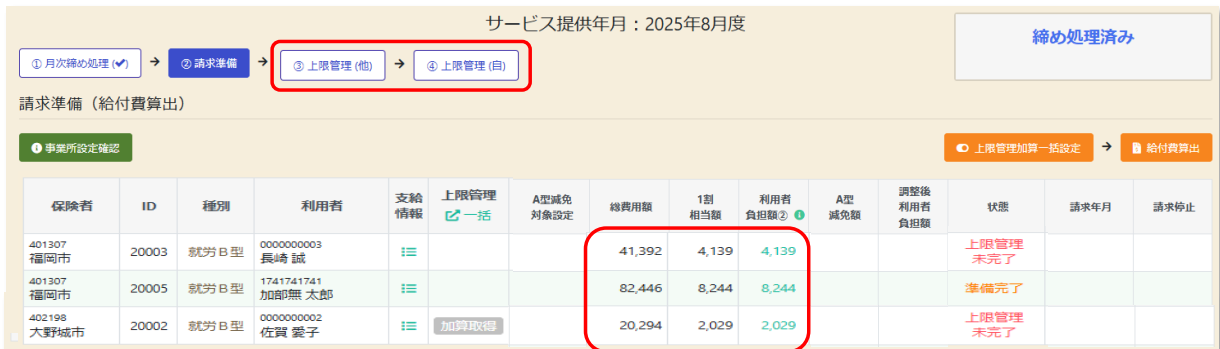 サービス提供年月：2025年8月度
締め処理済み
① 月次締め処理 (✔) → ② 請求準備 → ③ 上限管理 (他) → ④ 上限管理 (自)
請求準備（給付費算出）
事業所設定確認 上限管理加算一括設定 → 給付費算出
保険者 ID 種別 利用者 支給情報 上限管理 一括 A型減免対象設定 総費用額 1割相当額 利用者負担額② A型減免額 調整後利用者負担額 状態 請求年月 請求停止
401307 福岡市 20003 就労Ｂ型 0000000003 長崎 誠 41,392 4,139 4,139 上限管理未完了
401307 福岡市 20005 就労Ｂ型 1741741741 加部無 太郎 82,446 8,244 8,244 準備完了
402198 大野城市 20002 就労Ｂ型 0000000002 佐賀 愛子 加算取得 20,294 2,029 2,029 上限管理未完了